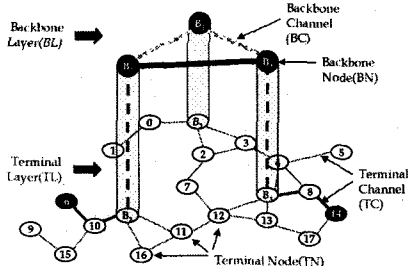 Backbone
Layer(BL)
Backbone
Channel
(BC)
Backbone
Node(BN)
B
B
B
0
B
1
2
3
4
5
Terminal
Layer(TL)
7
8
Terminal
Channel
(TC)
B
B
9
10
11
12
13
14
15
16
17
Terminal Node(TN)